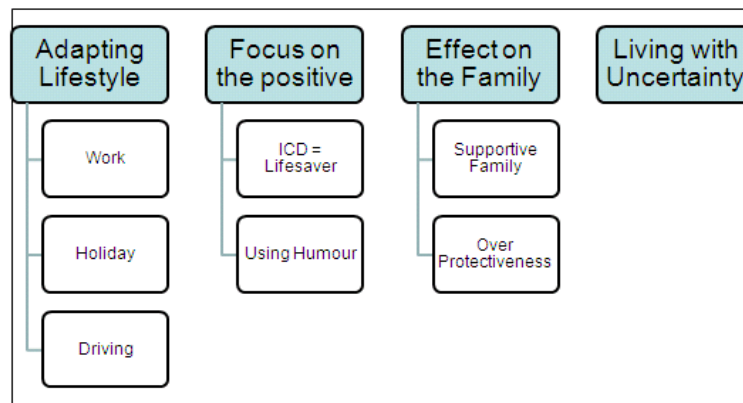 Adapting
Lifestyle
Work
Holiday
Driving
Focus on
the positive
ICD =
Lifesaver
Using Humour
Effect on
the Family
Supportive
Family
Over
Protectiveness
Living with
Uncertainty